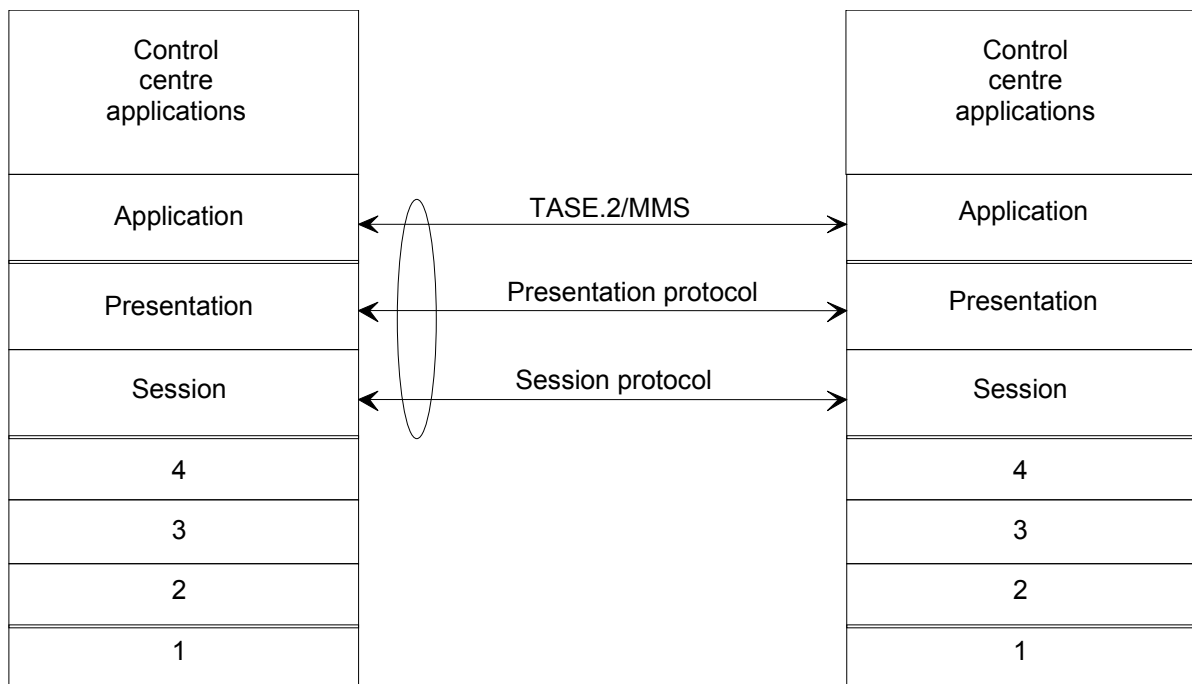 Control
centre
applications
Control
centre
applications
Application
TASE.2/MMS
Application
Presentation
Presentation protocol
Presentation
Session
Session protocol
Session
4
4
3
3
2
2
1
1